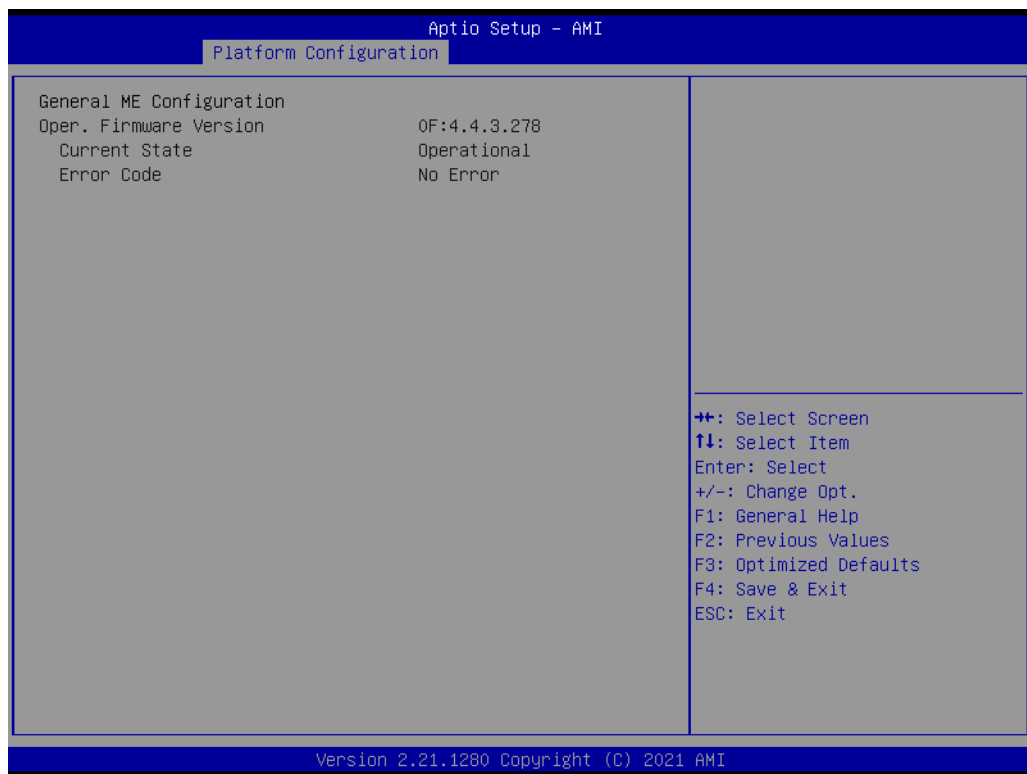 Aptio Setup – AMI
Platform Configuration
General ME Configuration
Oper. Firmware Version 0F:4.4.3.278
Current State Operational
Error Code No Error
→←: Select Screen
↑↓: Select Item
Enter: Select
+/-: Change Opt.
F1: General Help
F2: Previous Values
F3: Optimized Defaults
F4: Save & Exit
ESC: Exit
Version 2.21.1280 Copyright (C) 2021 AMI